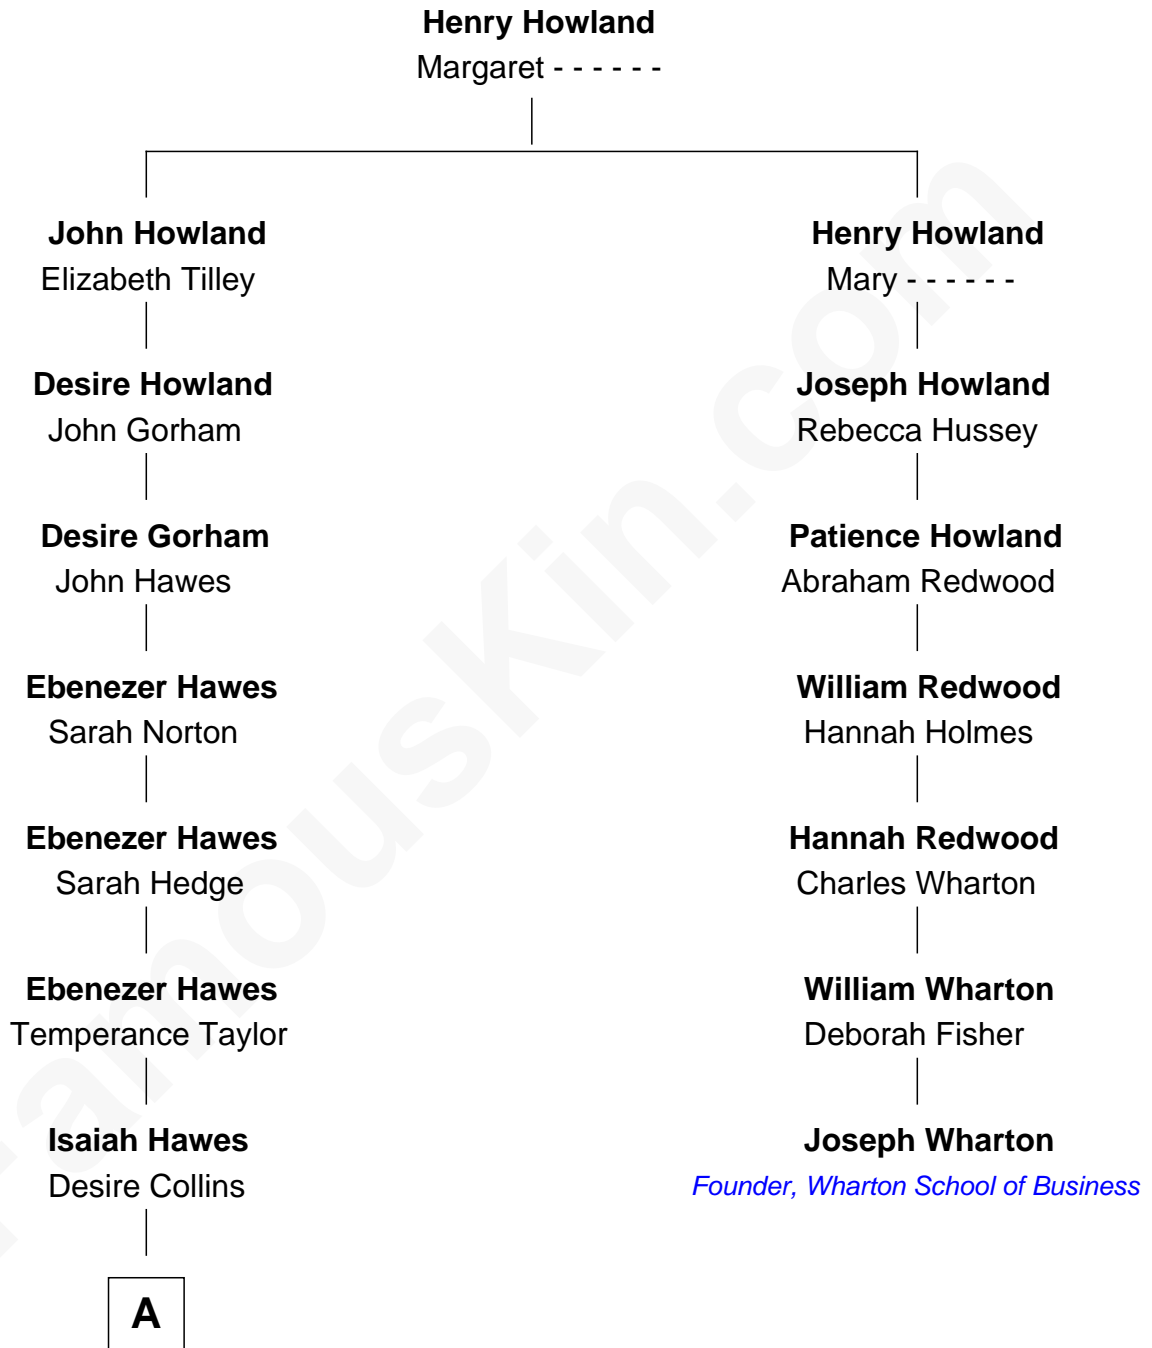 Henry Howland
Margaret - - - - - -
John Howland
Elizabeth Tilley
Henry Howland
Mary - - - - - -
Desire Howland
John Gorham
Joseph Howland
Rebecca Hussey
Desire Gorham
John Hawes
Patience Howland
Abraham Redwood
Ebenezer Hawes
Sarah Norton
William Redwood
Hannah Holmes
Ebenezer Hawes
Sarah Hedge
Hannah Redwood
Charles Wharton
Ebenezer Hawes
Temperance Taylor
William Wharton
Deborah Fisher
Isaiah Hawes
Desire Collins
Joseph Wharton
Founder, Wharton School of Business
A
FamousKin.com